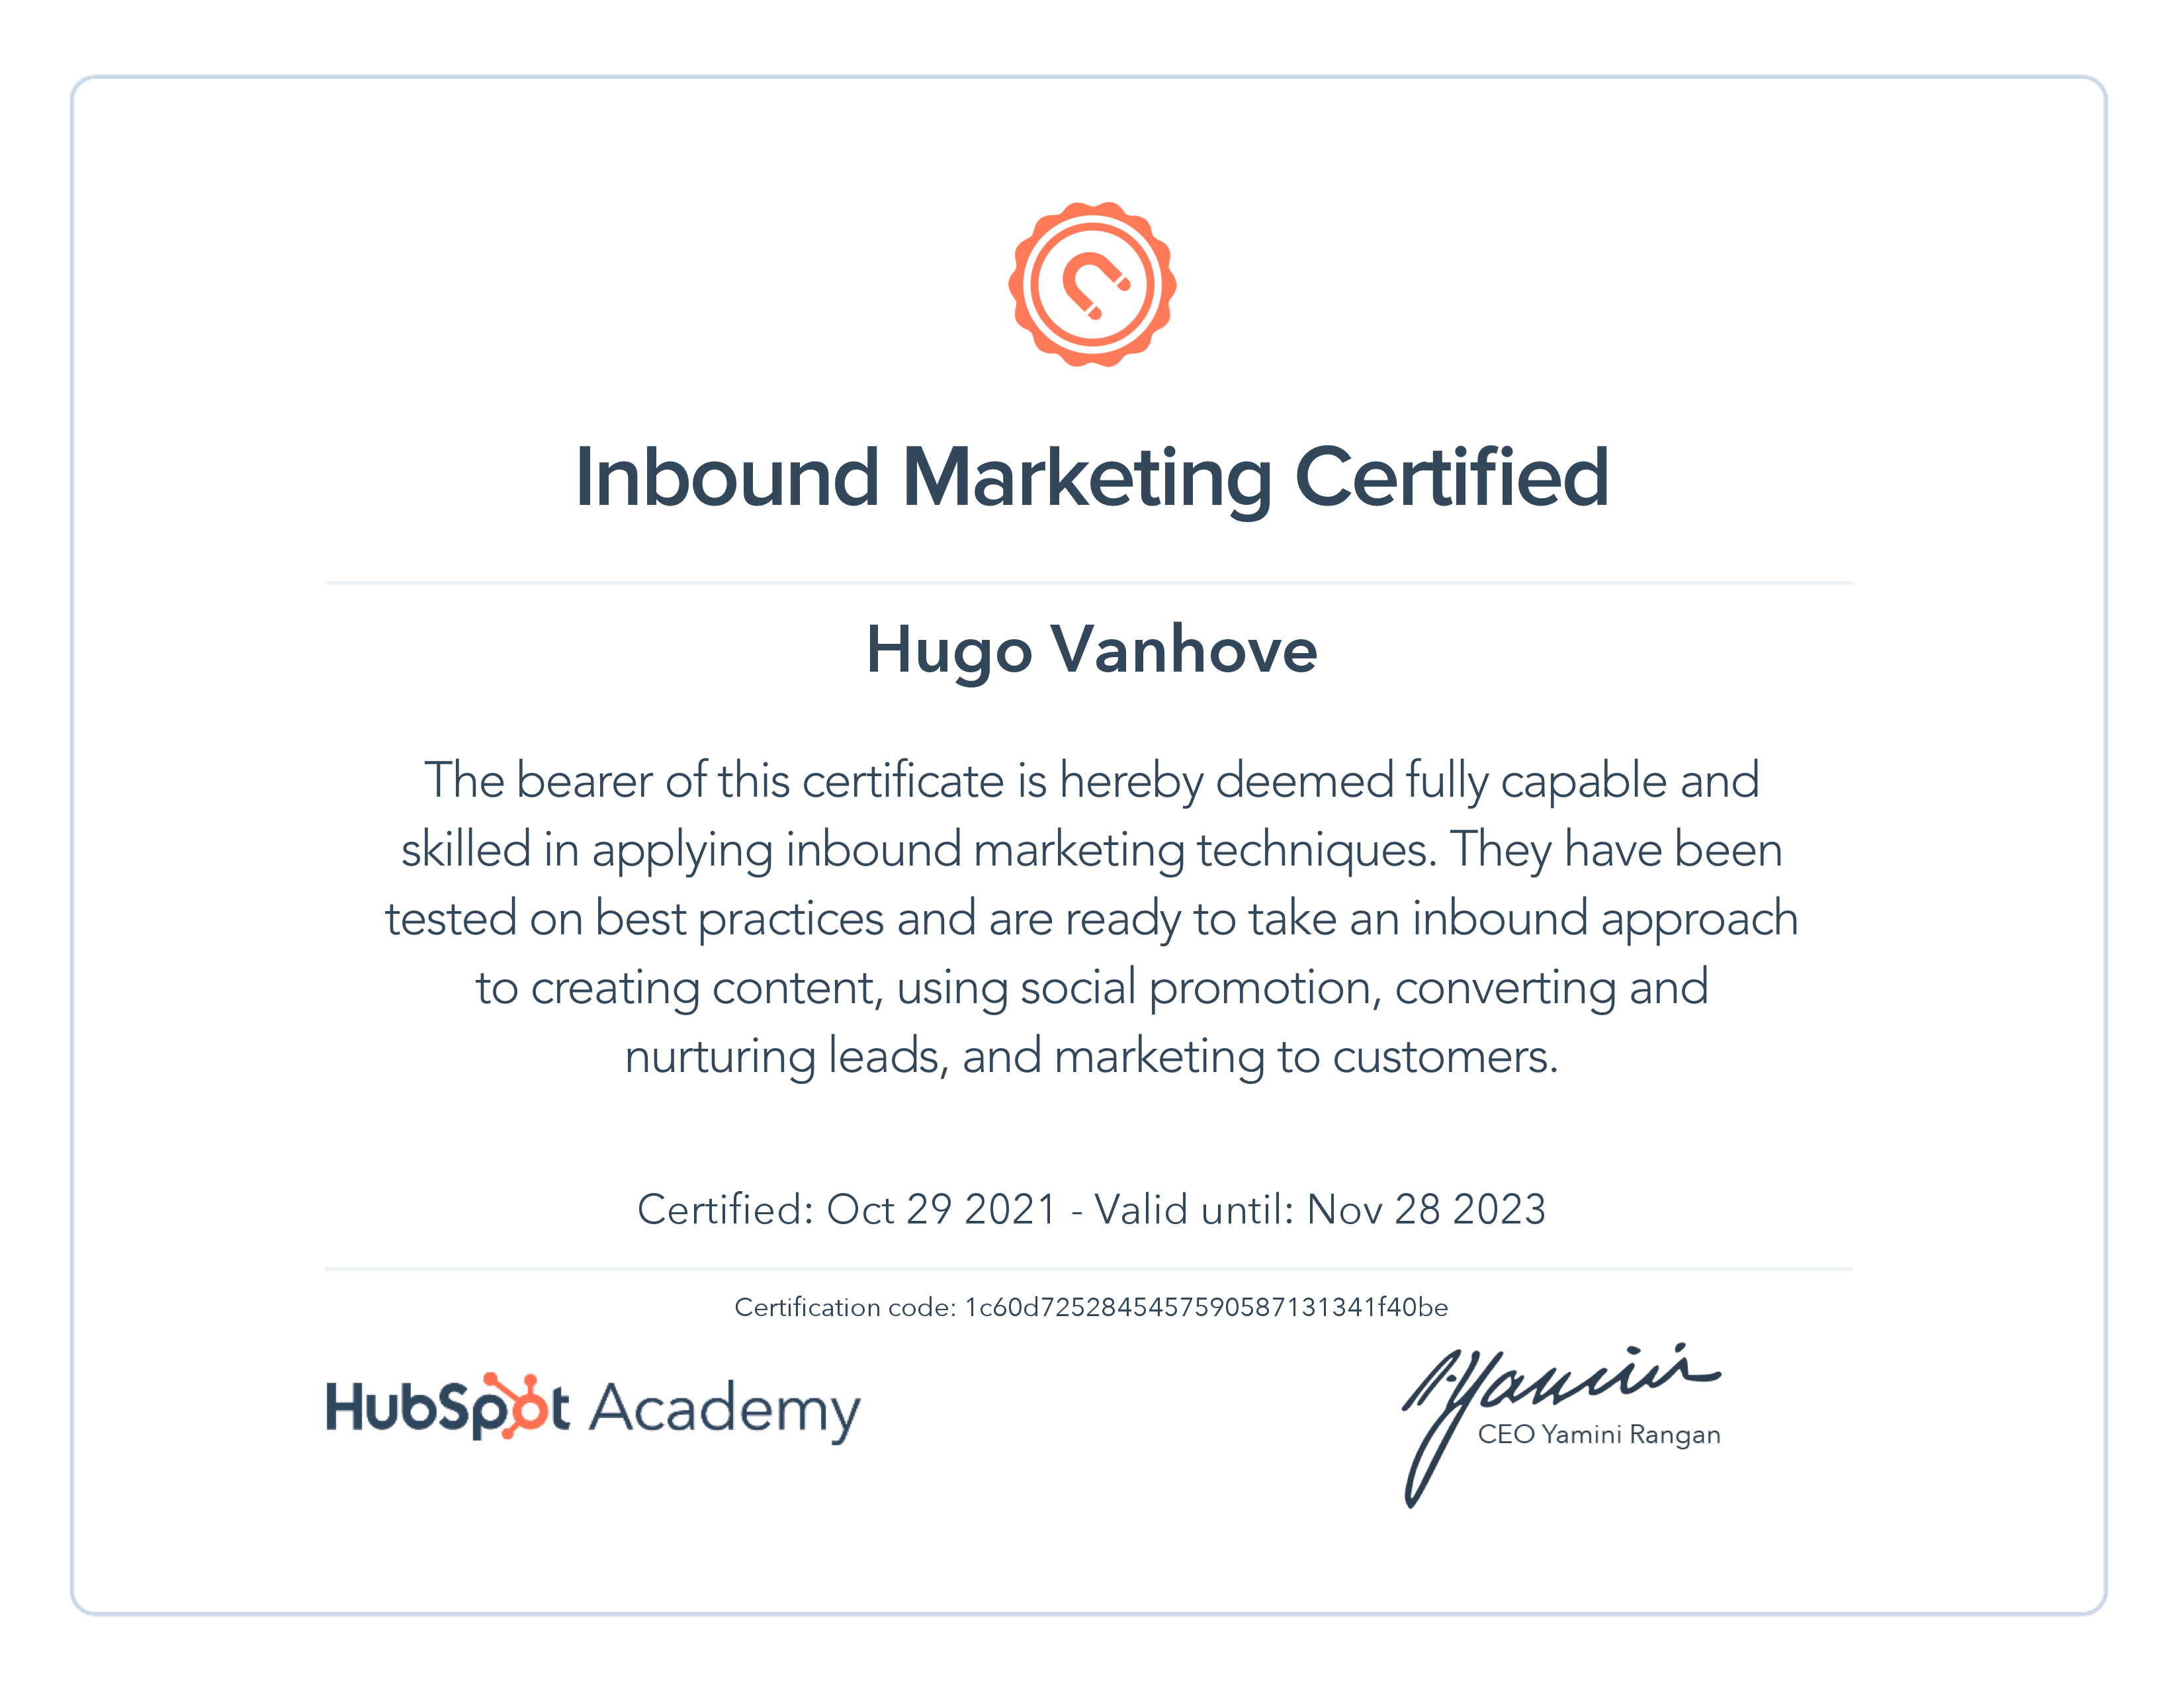 Inbound Marketing Certified
Hugo Vanhove
The bearer of this certificate is hereby deemed fully capable and
skilled in applying inbound marketing techniques. They have been
tested on best practices and are ready to take an inbound approach
to creating content, using social promotion, converting and
nurturing leads, and marketing to customers.
Certified: Oct 29 2021 - Valid until: Nov 28 2023
Certification code: 1c60d7252845457590587131341f40be
HubSpot Academy
Yamini
CEO Yamini Rangan